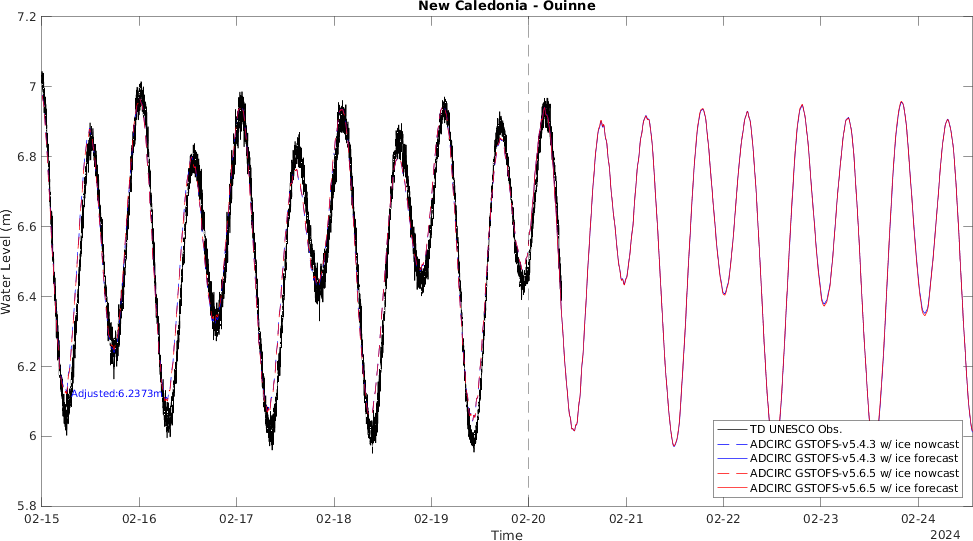 New Caledonia - Ouinne
7.2
7
6.8
6.6
6.4
6.2
6
5.8
Water Level (m)
Adjusted:6.2373m
TD UNESCO Obs.
ADCIRC GSTOFS-v5.4.3 w/ ice nowcast
ADCIRC GSTOFS-v5.4.3 w/ ice forecast
ADCIRC GSTOFS-v5.6.5 w/ ice nowcast
ADCIRC GSTOFS-v5.6.5 w/ ice forecast
02-15 02-16 02-17 02-18 02-19 02-20 02-21 02-22 02-23 02-24
Time
2024